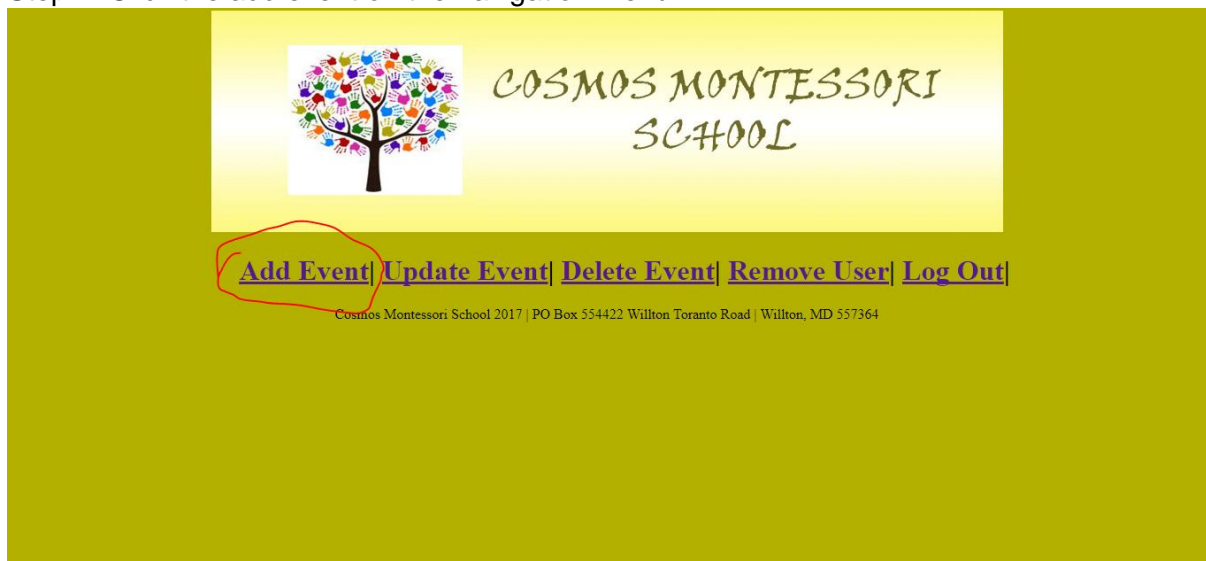 COSMOS MONTESSORI
SCHOOL
Add Event| Update Event| Delete Event| Remove User| Log Out|
Cosmos Montessori School 2017 | PO Box 554422 Willton Toranto Road | Willton, MD 557364